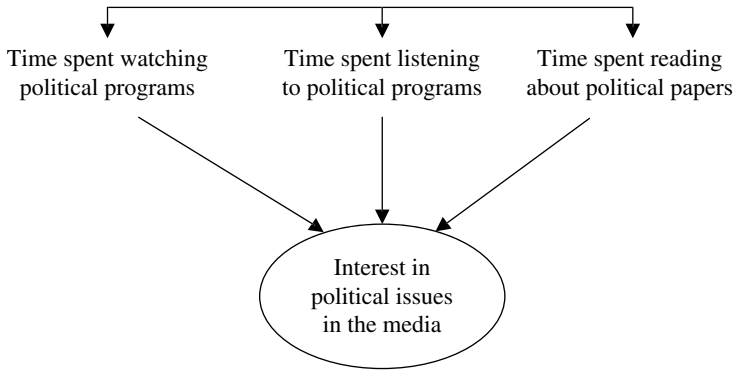 Time spent watching
political programs
Time spent listening
to political programs
Time spent reading
about political papers
Interest in
political issues
in the media